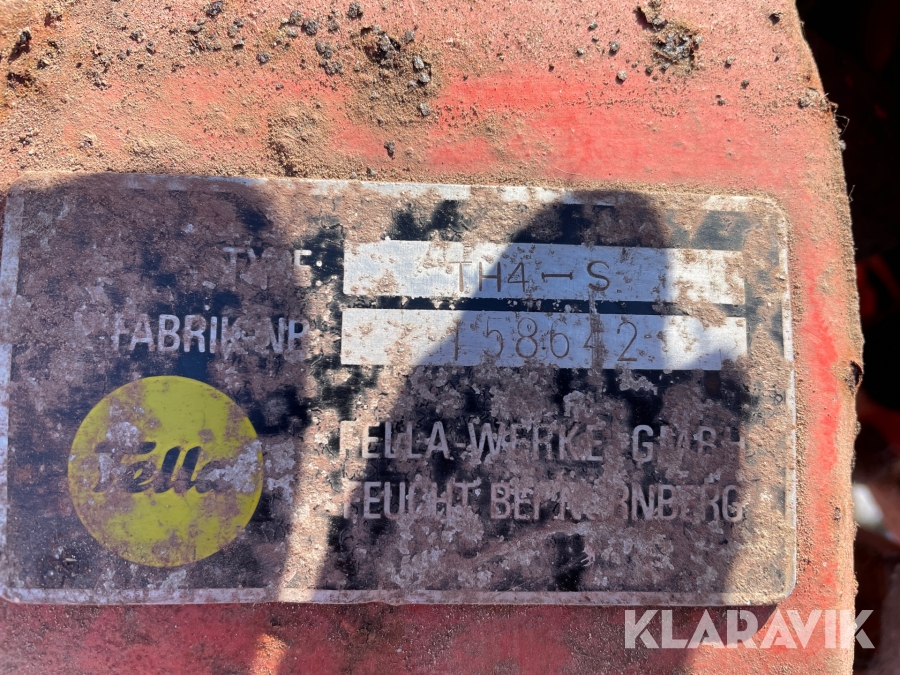 TYPE TH4-S
FABRIK-NR 158642
Fella
FELLA-WERKE GMBH
FEUCHT BEI NÜRNBERG
KLARAVIK